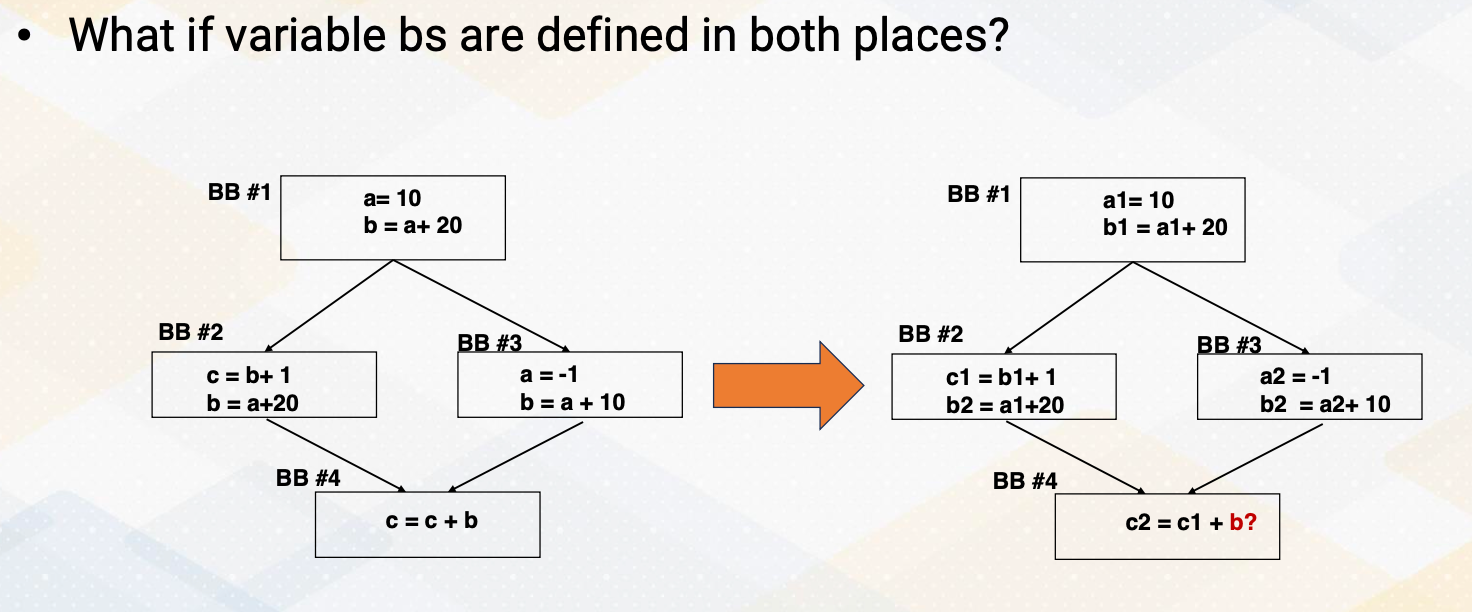 • What if variable bs are defined in both places?
BB #1
a= 10
b = a+ 20
BB #2
c = b+ 1
b = a+20
BB #3
a = -1
b = a + 10
BB #4
c = c + b
BB #1
a1= 10
b1 = a1+ 20
BB #2
c1 = b1+ 1
b2 = a1+20
BB #3
a2 = -1
b2 = a2+ 10
BB #4
c2 = c1 + b?